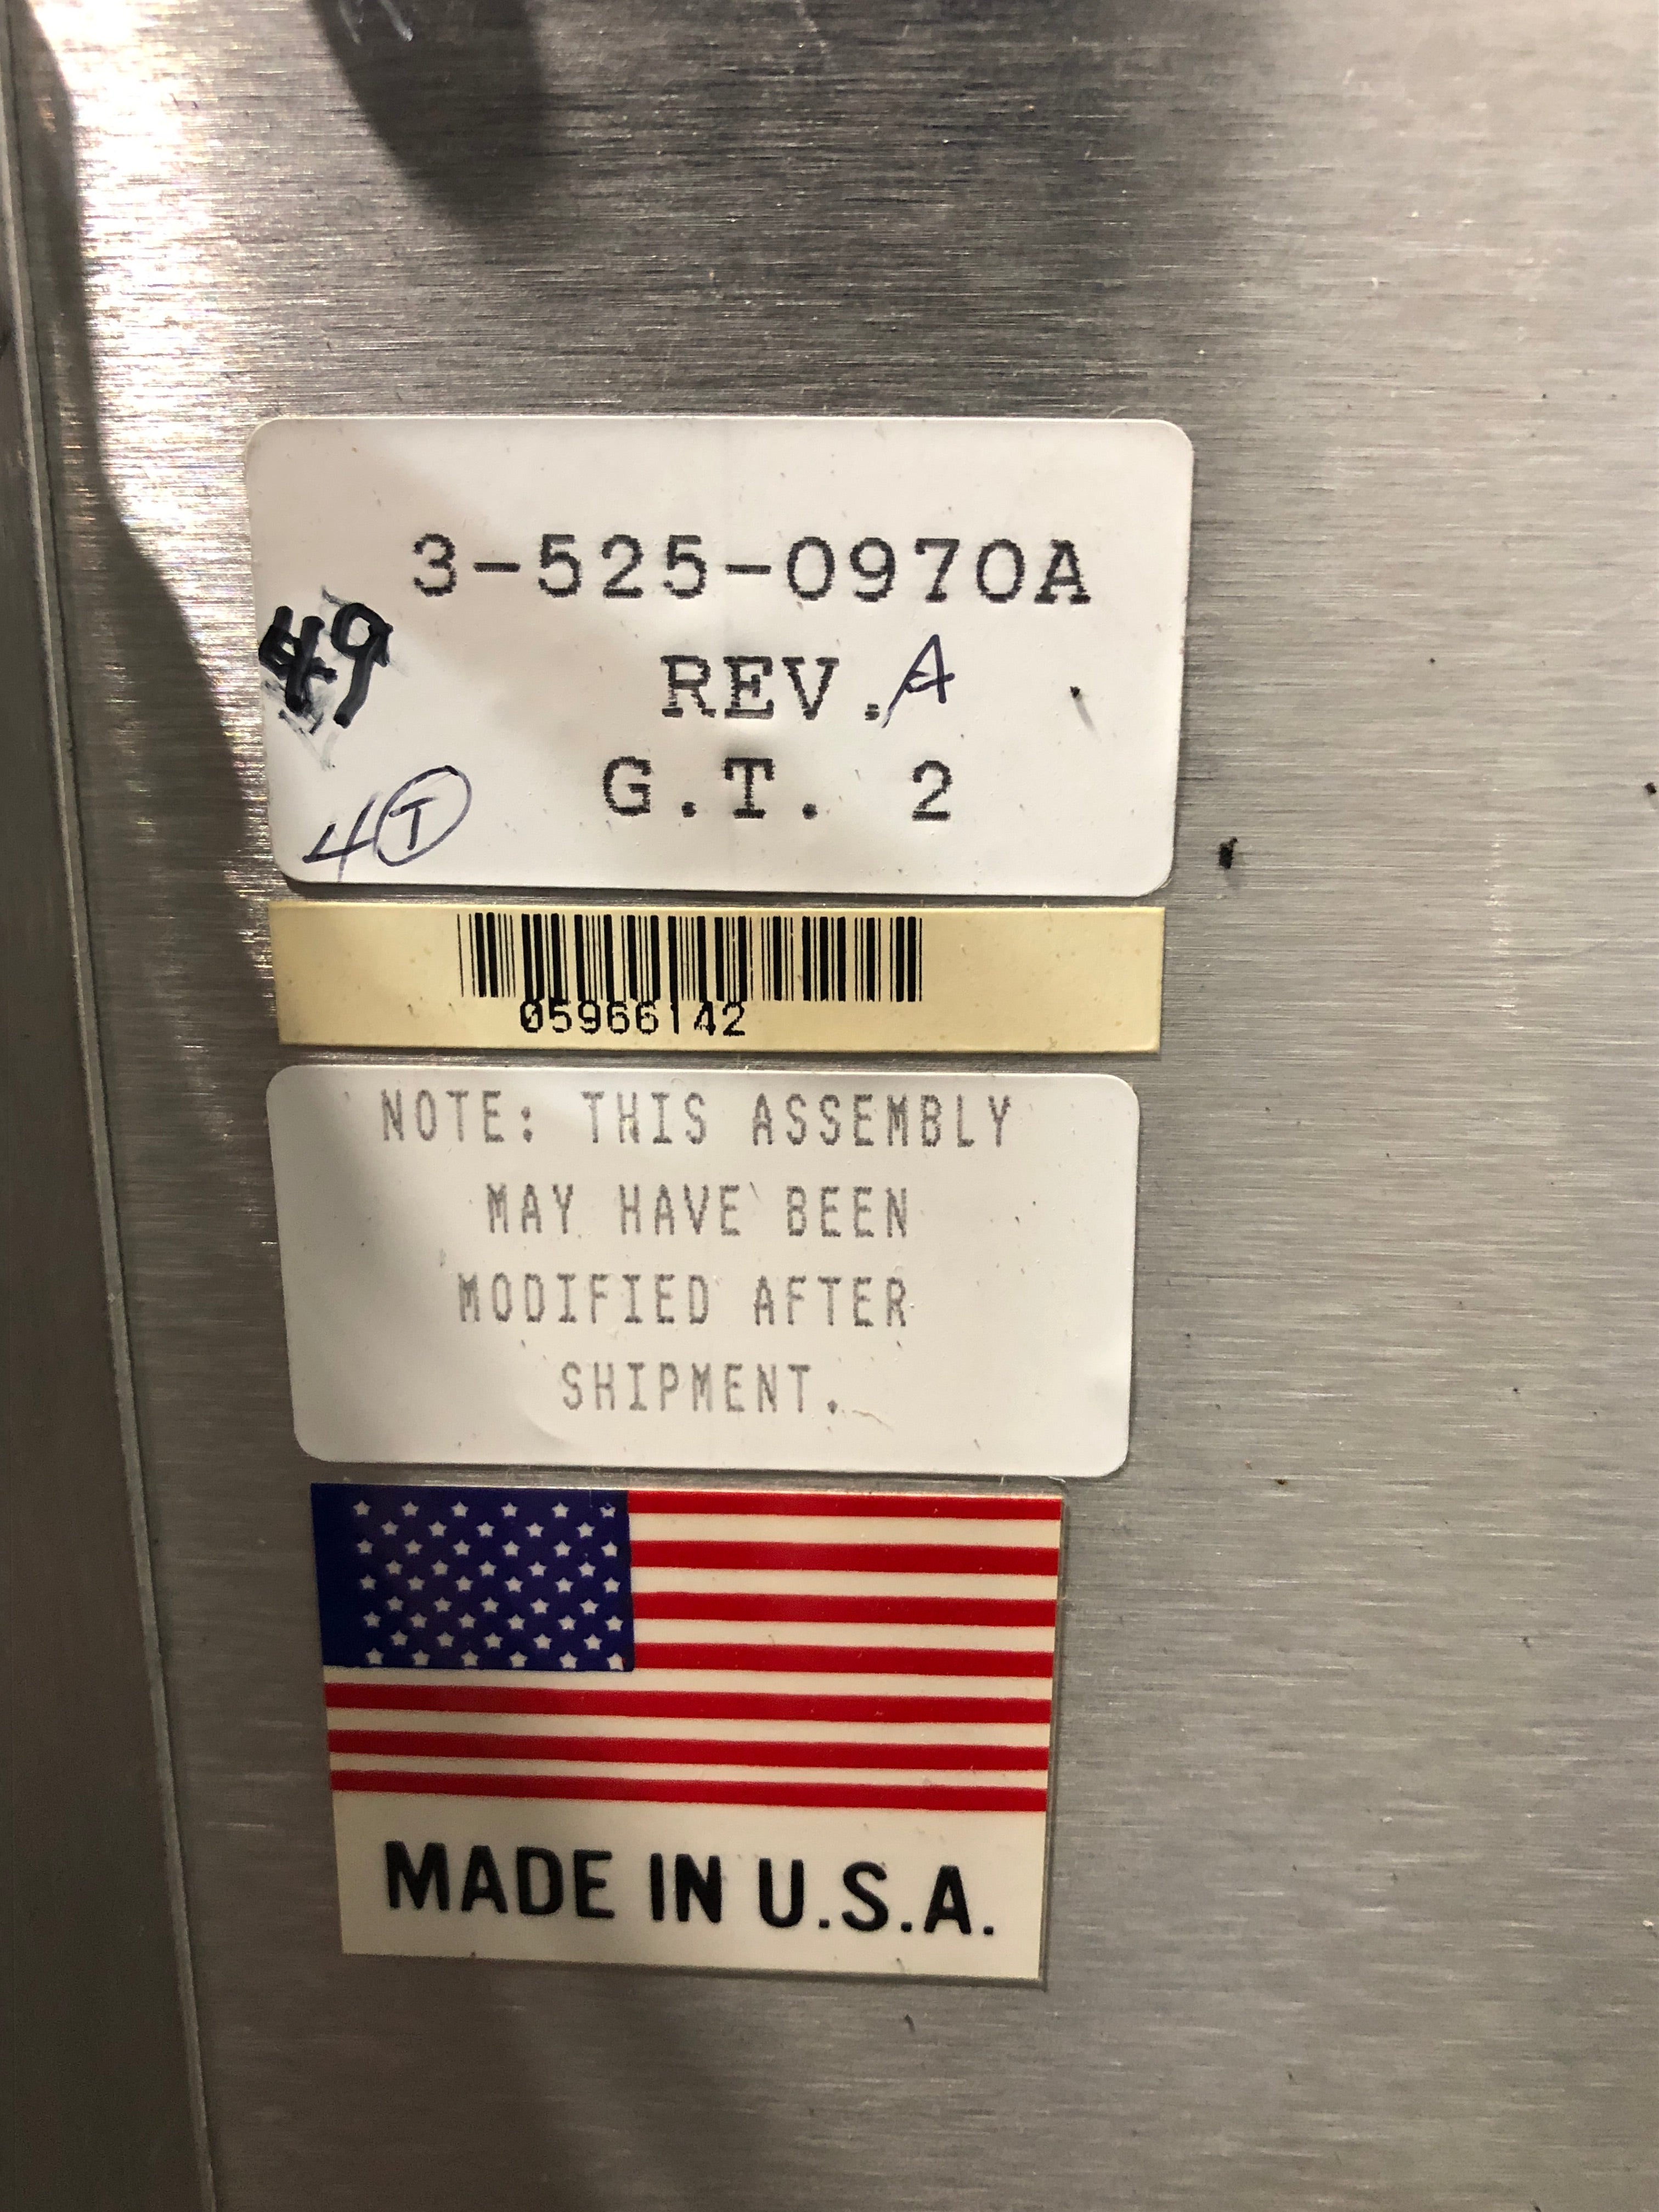 3-525-0970A
49
REV.A
G.T. 2
4 T
05966142
NOTE: THIS ASSEMBLY
MAY HAVE BEEN
MODIFIED AFTER
SHIPMENT.
MADE IN U.S.A.